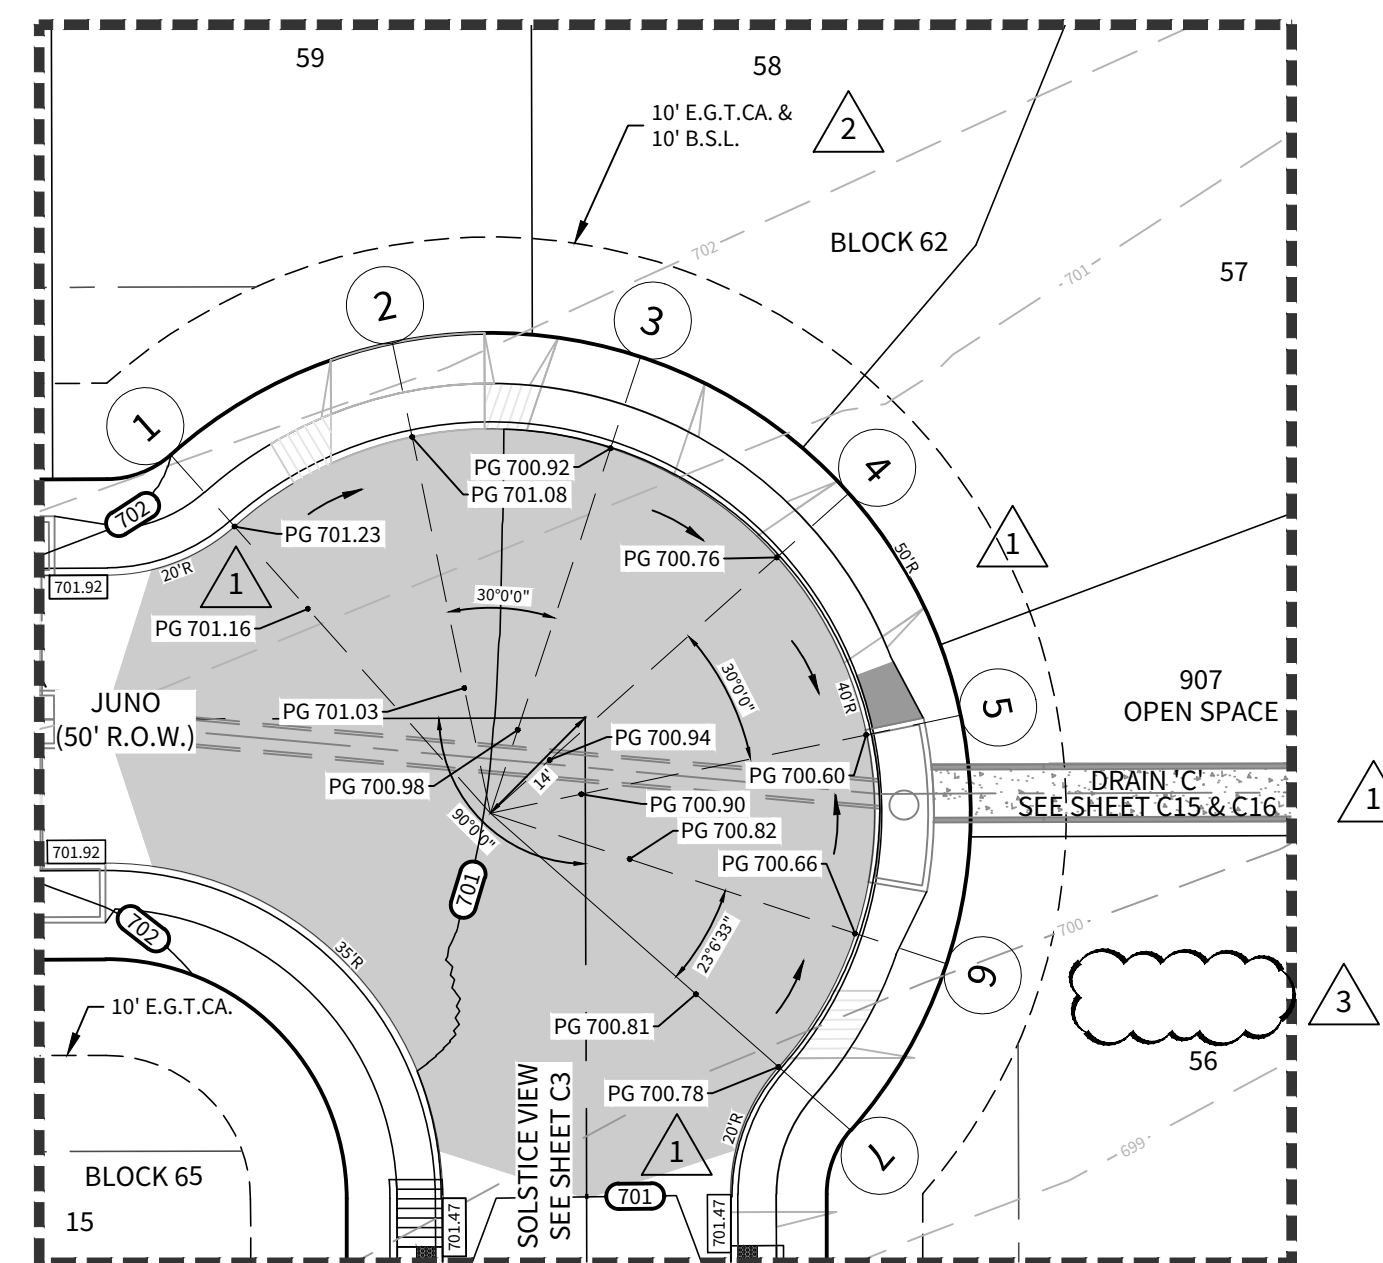 59
58
10' E.G.T.CA. &
10' B.S.L.
2
BLOCK 62
702
701
57
2
3
1
4
702
PG 700.92
PG 701.08
PG 701.23
PG 700.76
50'R
1
701.92
20'R
1
30°0'0"
PG 701.16
30°0'0"
40'R
5
907
OPEN SPACE
JUNO
(50' R.O.W.)
PG 701.03
PG 700.94
PG 700.98
14'
PG 700.60
PG 700.90
DRAIN 'C'
SEE SHEET C15 & C16
1
90°0'0"
PG 700.82
701.92
PG 700.66
701
702
35'R
23°6'33"
700
6
3
10' E.G.T.CA.
PG 700.81
56
PG 700.78
SOLSTICE VIEW
SEE SHEET C3
1
20'R
7
699
BLOCK 65
15
701
701.47
701.47